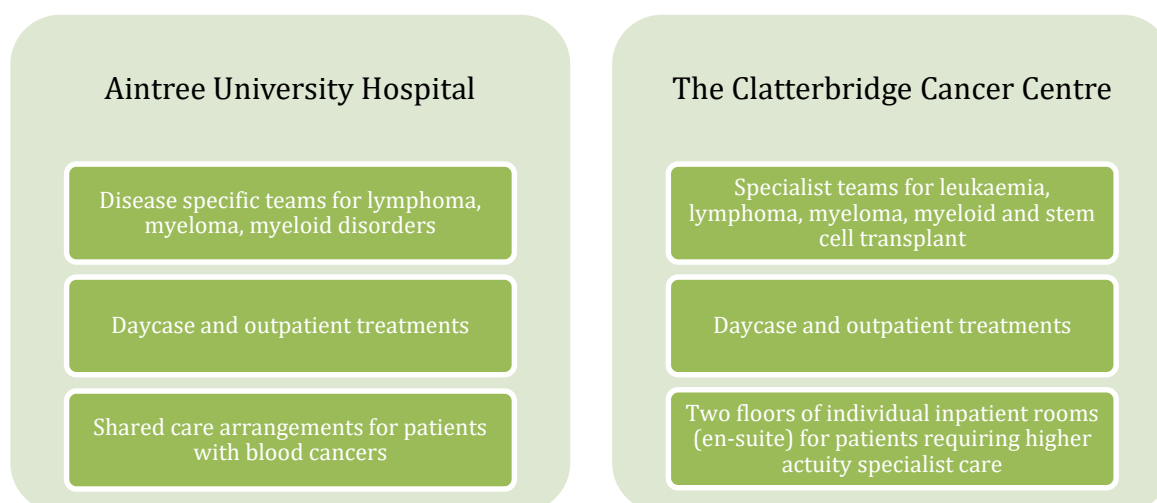 Aintree University Hospital
Disease specific teams for lymphoma,
myeloma, myeloid disorders
Daycase and outpatient treatments
Shared care arrangements for patients
with blood cancers
The Clatterbridge Cancer Centre
Specialist teams for leukaemia,
lymphoma, myeloma, myeloid and stem
cell transplant
Daycase and outpatient treatments
Two floors of individual inpatient rooms
(en-suite) for patients requiring higher
actuity specialist care